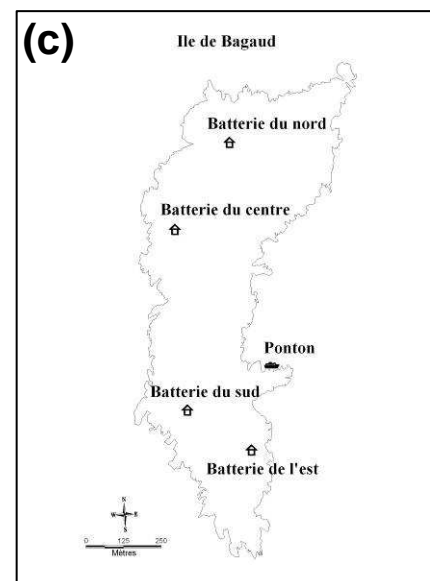 (c)
Ile de Bagaud
Batterie du nord
Batterie du centre
Ponton
Batterie du sud
Batterie de l'est
N
W E
S
0 125 250
Mètres